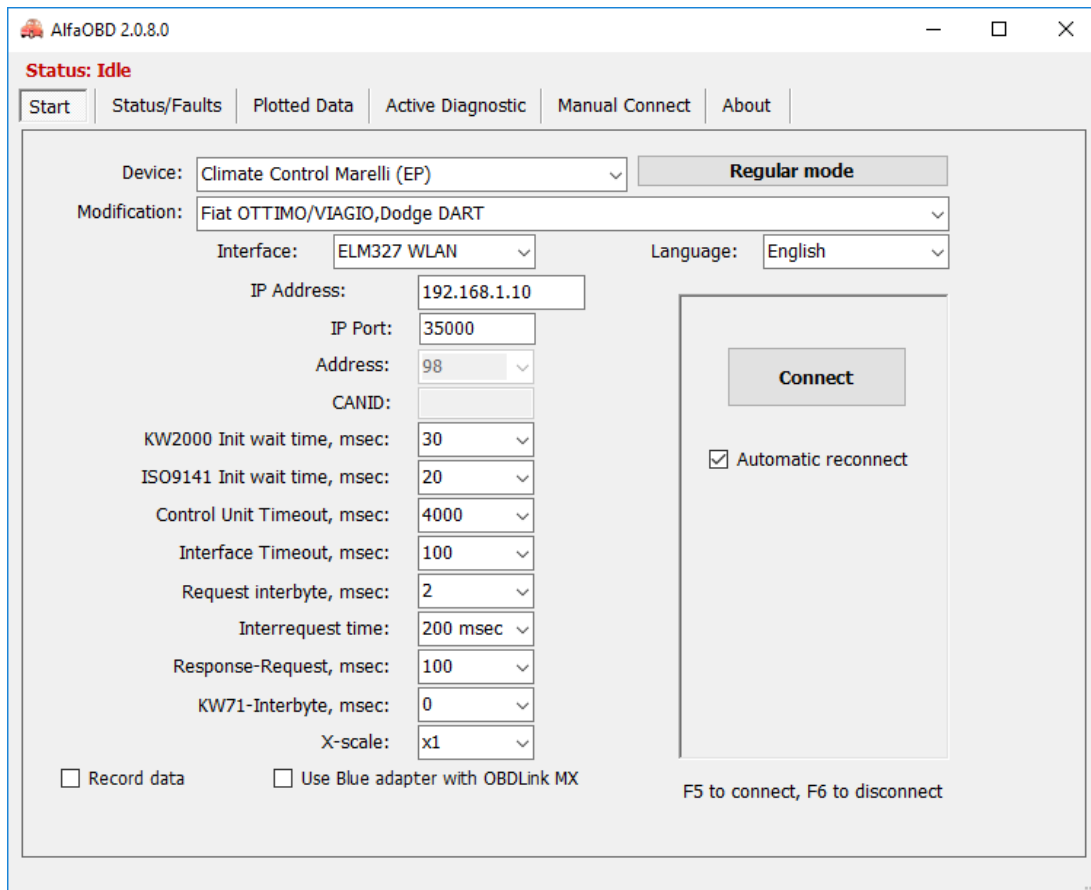 AlfaOBD 2.0.8.0
Status: Idle
Start Status/Faults Plotted Data Active Diagnostic Manual Connect About
Device: Climate Control Marelli (EP) Regular mode
Modification: Fiat OTTIMO/VIAGIO,Dodge DART
Interface: ELM327 WLAN Language: English
IP Address: 192.168.1.10
IP Port: 35000
Address: 98
Connect
CANID:
KW2000 Init wait time, msec: 30
Automatic reconnect
ISO9141 Init wait time, msec: 20
Control Unit Timeout, msec: 4000
Interface Timeout, msec: 100
Request interbyte, msec: 2
Interrequest time: 200 msec
Response-Request, msec: 100
KW71-Interbyte, msec: 0
X-scale: x1
Record data Use Blue adapter with OBDLink MX
F5 to connect, F6 to disconnect